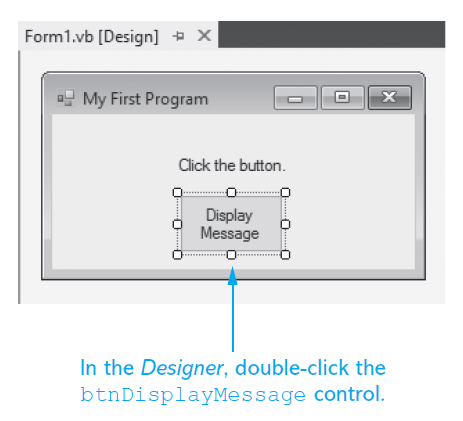 Form1.vb [Design]
My First Program
Click the button.
Display
Message
In the Designer, double-click the
btnDisplayMessage control.